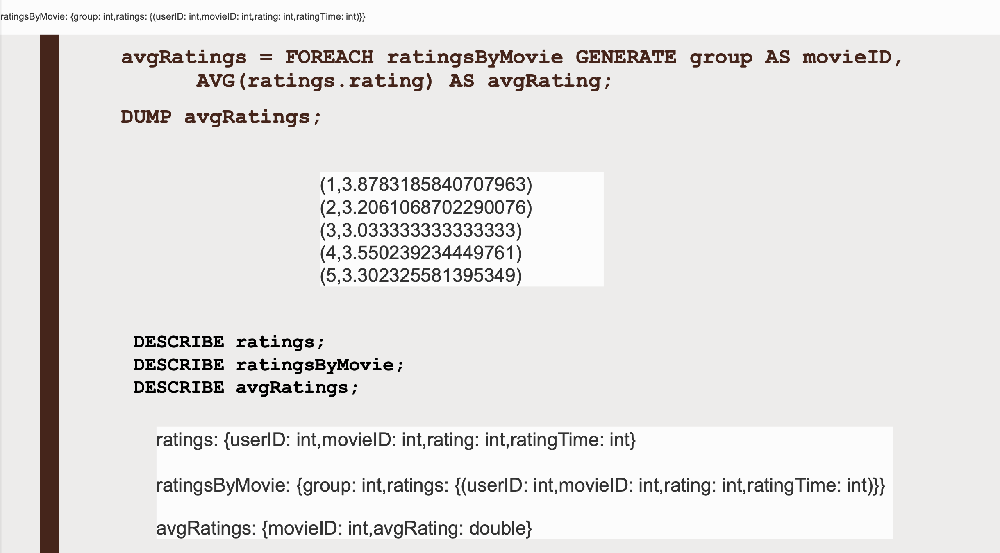 ratingsByMovie: {group: int,ratings: {(userID: int,movieID: int,rating: int,ratingTime: int)}}
avgRatings = FOREACH ratingsByMovie GENERATE group AS movieID,
AVG(ratings.rating) AS avgRating;
DUMP avgRatings;
(1,3.8783185840707963)
(2,3.2061068702290076)
(3,3.033333333333333)
(4,3.550239234449761)
(5,3.302325581395349)
DESCRIBE ratings;
DESCRIBE ratingsByMovie;
DESCRIBE avgRatings;
ratings: {userID: int,movieID: int,rating: int,ratingTime: int}
ratingsByMovie: {group: int,ratings: {(userID: int,movieID: int,rating: int,ratingTime: int)}}
avgRatings: {movieID: int,avgRating: double}